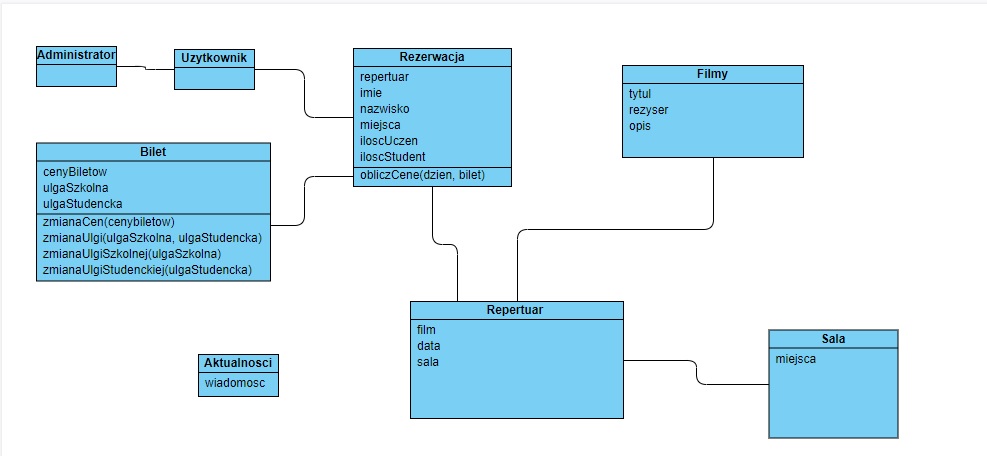 Administrator
Uzytkownik
Rezerwacja
repertuar
imie
nazwisko
miejsca
iloscUczen
iloscStudent
obliczCene(dzien, bilet)
Filmy
tytul
rezyser
opis
Bilet
cenyBiletow
ulgaSzkolna
ulgaStudencka
zmianaCen(cenybiletow)
zmianaUlgi(ulgaSzkolna, ulgaStudencka)
zmianaUlgiSzkolnej(ulgaSzkolna)
zmianaUlgiStudenckiej(ulgaStudencka)
Repertuar
film
data
sala
Sala
miejsca
Aktualnosci
wiadomosc